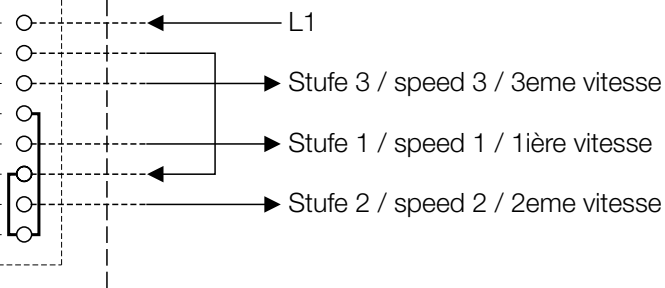 L1
Stufe 3 / speed 3 / 3eme vitesse
Stufe 1 / speed 1 / 1ière vitesse
Stufe 2 / speed 2 / 2eme vitesse